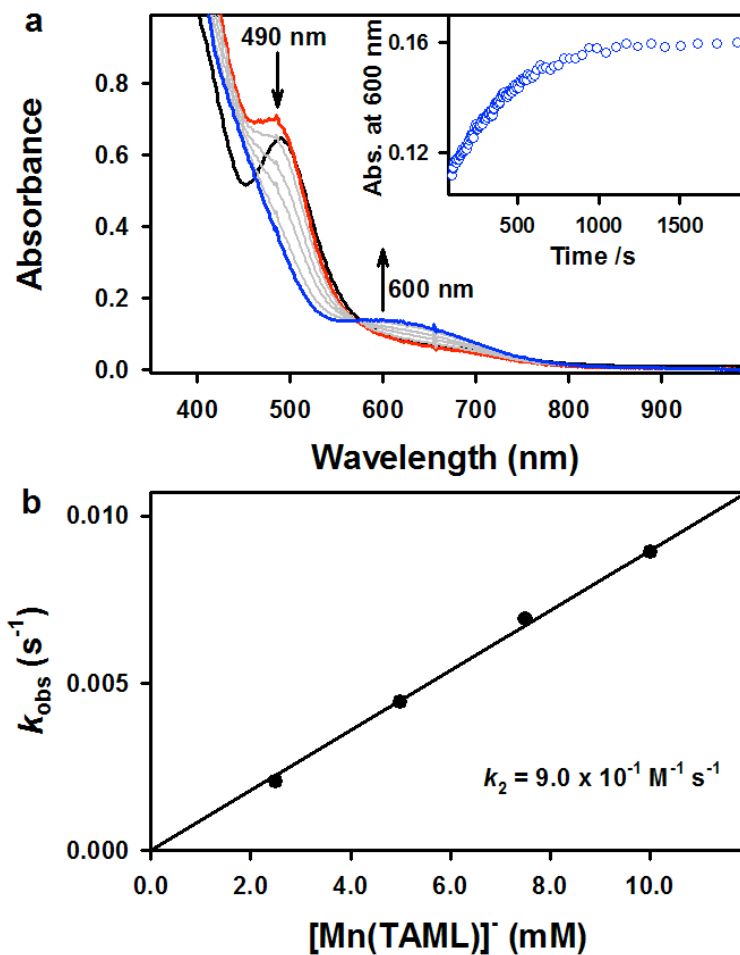 a
490 nm
600 nm
Absorbance
0.8
0.6
0.4
0.2
0.0
400 500 600 700 800 900
Wavelength (nm)
Abs. at 600 nm
0.16
0.12
500 1000 1500
Time /s
b
kobs (s-1)
0.010
0.005
0.000
k2 = 9.0 x 10-1 M-1 s-1
0.0 2.0 4.0 6.0 8.0 10.0
[Mn(TAML)]- (mM)